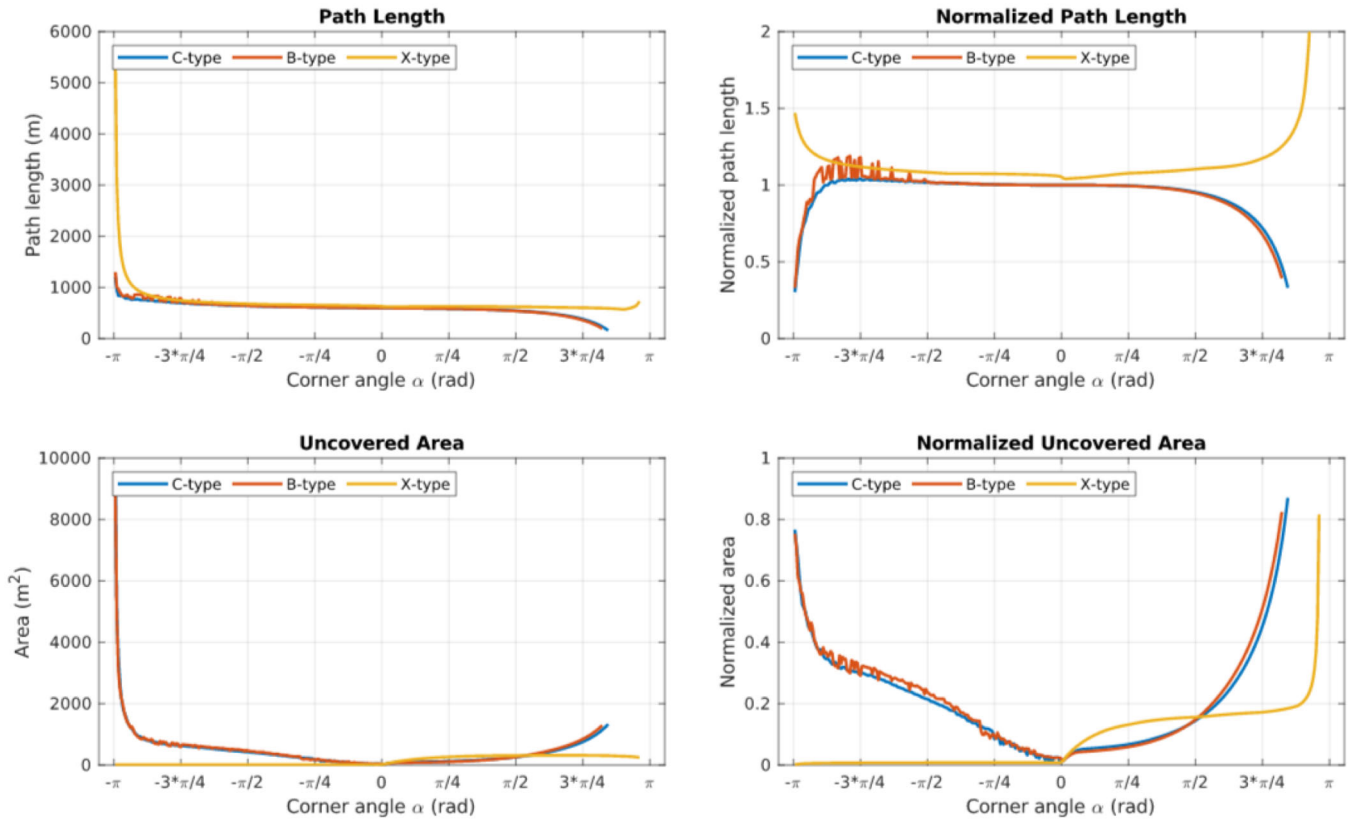 Path Length
6000
5000
4000
3000
2000
1000
0
Path length (m)
C-type B-type X-type
-π -3*π/4 -π/2 -π/4 0 π/4 π/2 3*π/4 π
Corner angle α (rad)
Normalized Path Length
2
1.5
1
0.5
0
Normalized path length
C-type B-type X-type
-π -3*π/4 -π/2 -π/4 0 π/4 π/2 3*π/4 π
Corner angle α (rad)
Uncovered Area
10000
8000
6000
4000
2000
0
Area (m²)
C-type B-type X-type
-π -3*π/4 -π/2 -π/4 0 π/4 π/2 3*π/4 π
Corner angle α (rad)
Normalized Uncovered Area
1
0.8
0.6
0.4
0.2
0
Normalized area
C-type B-type X-type
-π -3*π/4 -π/2 -π/4 0 π/4 π/2 3*π/4 π
Corner angle α (rad)